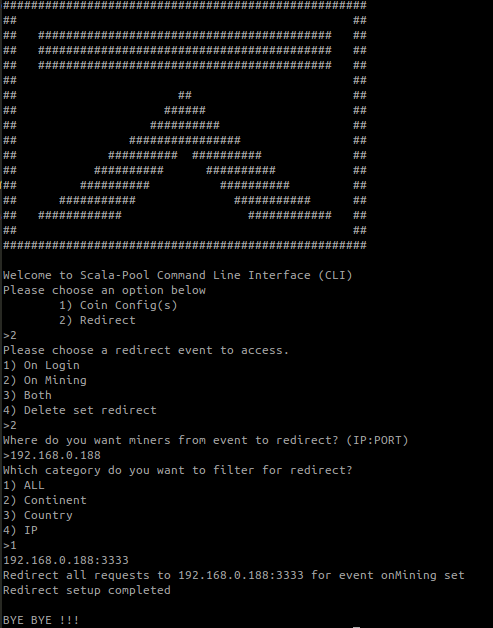 ####################################################
##                                                ##
##   ##########################################   ##
##   ##########################################   ##
##   ##########################################   ##
##                                                ##
##                       ##                       ##
##                     ######                     ##
##                   ##########                   ##
##                ################                ##
##             ##########  ##########             ##
##           ##########      ##########           ##
##         ##########          ##########         ##
##      ###########              ###########      ##
##   ############                  ############   ##
##                                                ##
####################################################
Welcome to Scala-Pool Command Line Interface (CLI)
Please choose an option below
        1) Coin Config(s)
        2) Redirect
>2
Please choose a redirect event to access.
1) On Login
2) On Mining
3) Both
4) Delete set redirect
>2
Where do you want miners from event to redirect? (IP:PORT)
>192.168.0.188
Which category do you want to filter for redirect?
1) ALL
2) Continent
3) Country
4) IP
>1
192.168.0.188:3333
Redirect all requests to 192.168.0.188:3333 for event onMining set
Redirect setup completed
BYE BYE !!!